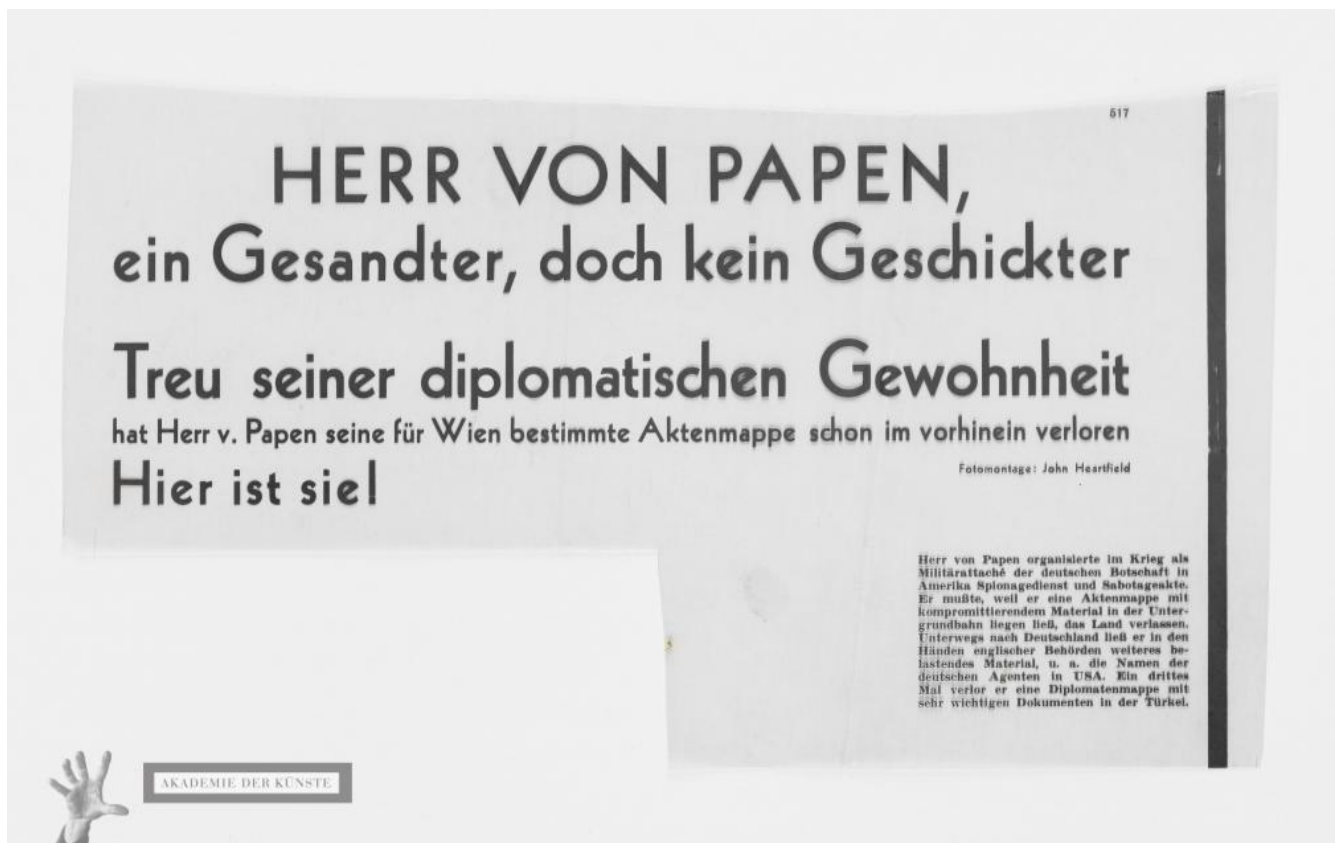 517
HERR VON PAPEN,
ein Gesandter, doch kein Geschickter
Treu seiner diplomatischen Gewohnheit
hat Herr v. Papen seine für Wien bestimmte Aktenmappe schon im vorhinein verloren
Hier ist sie!
Fotomontage: John Heartfield
Herr von Papen organisierte im Krieg als
Militärattaché der deutschen Botschaft in
Amerika Spionagedienst und Sabotageakte.
Er mußte, weil er eine Aktenmappe mit
kompromittierendem Material in der Unter-
grundbahn liegen ließ, das Land verlassen.
Unterwegs nach Deutschland ließ er in den
Händen englischer Behörden weiteres be-
lastendes Material, u. a. die Namen der
deutschen Agenten in USA. Ein drittes
Mal verlor er eine Diplomatenmappe mit
sehr wichtigen Dokumenten in der Türkei.
AKADEMIE DER KÜNSTE